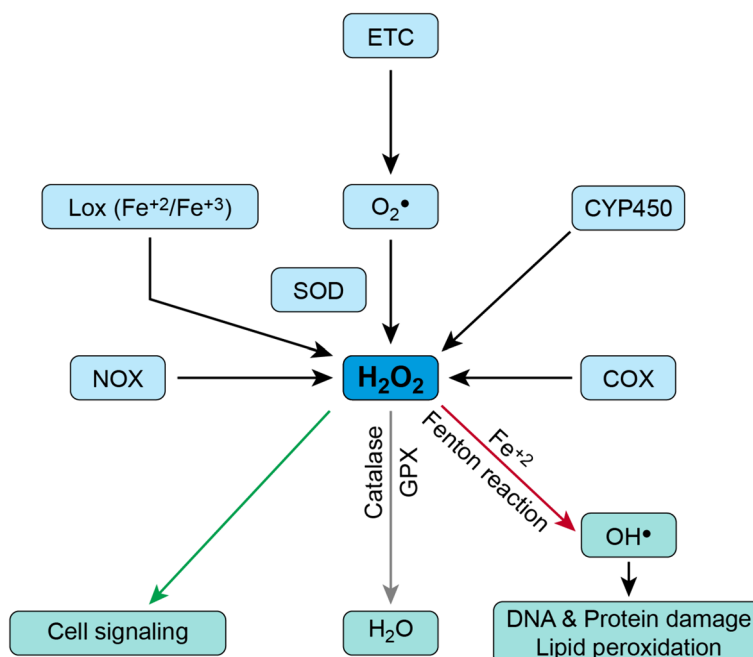 ETC
Lox (Fe⁺²/Fe⁺³)
O₂•
CYP450
SOD
NOX
H₂O₂
COX
Catalase
GPX
Fe⁺²
Fenton reaction
OH•
Cell signaling
H₂O
DNA & Protein damage
Lipid peroxidation